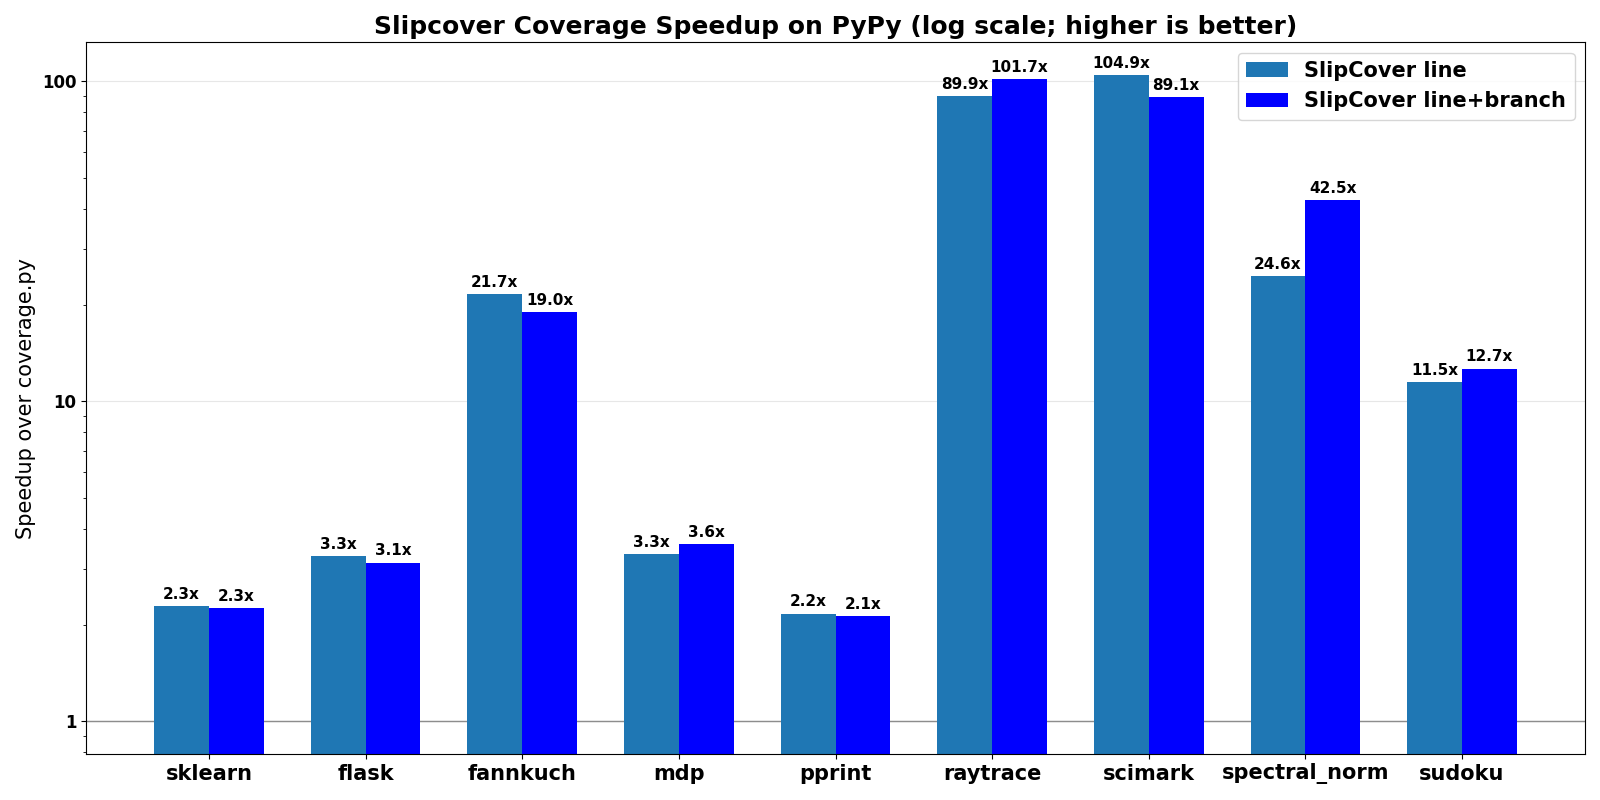 Slipcover Coverage Speedup on PyPy (log scale; higher is better)
SlipCover line
SlipCover line+branch
Speedup over coverage.py
100
10
1
2.3x 2.3x
3.3x 3.1x
21.7x 19.0x
3.3x 3.6x
2.2x 2.1x
89.9x 101.7x
104.9x 89.1x
24.6x 42.5x
11.5x 12.7x
sklearn flask fannkuch mdp pprint raytrace scimark spectral_norm sudoku